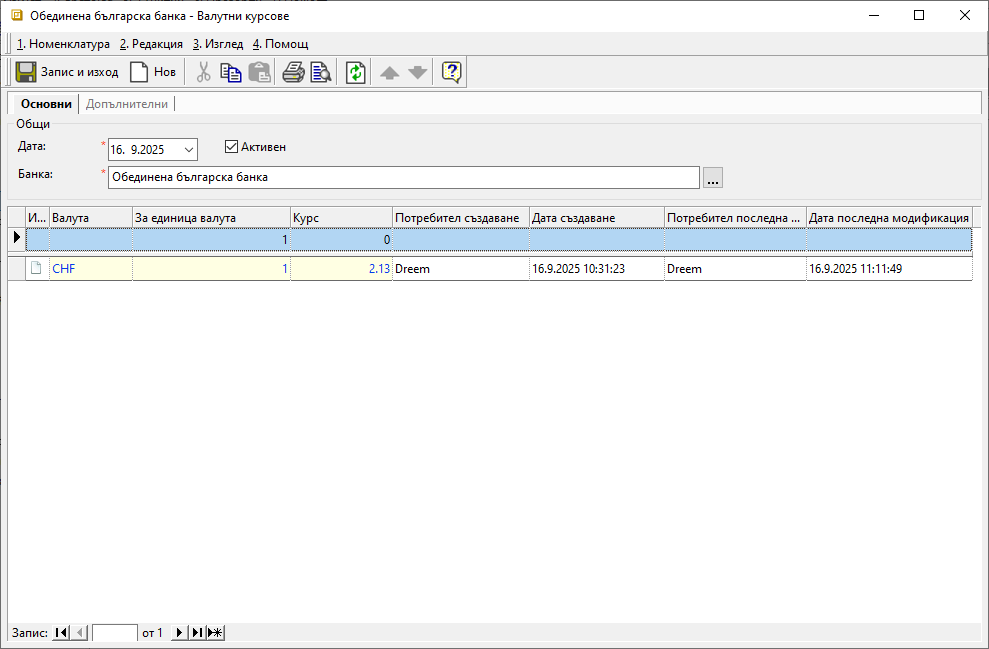 Обединена българска банка - Валутни курсове
1. Номенклатура 2. Редакция 3. Изглед 4. Помощ
Запис и изход Нов
Основни Допълнителни
Общи
Дата: * 16. 9.2025 Активен
Банка: * Обединена българска банка ...
И... Валута За единица валута Курс Потребител създаване Дата създаване Потребител последна ... Дата последна модификация
1 0
CHF 1 2.13 Dreem 16.9.2025 10:31:23 Dreem 16.9.2025 11:11:49
Запис: от 1